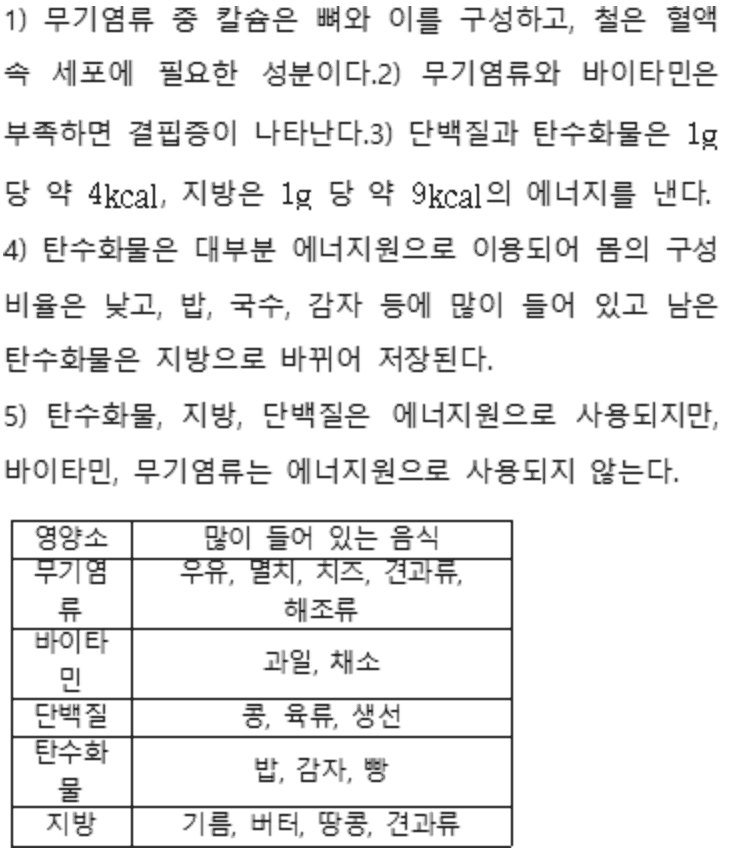 1) 무기염류 중 칼슘은 뼈와 이를 구성하고, 철은 혈액
속 세포에 필요한 성분이다.2) 무기염류와 바이타민은
부족하면 결핍증이 나타난다.3) 단백질과 탄수화물은 1g
당 약 4kcal, 지방은 1g 당 약 9kcal의 에너지를 낸다.
4) 탄수화물은 대부분 에너지원으로 이용되어 몸의 구성
비율은 낮고, 밥, 국수, 감자 등에 많이 들어 있고 남은
탄수화물은 지방으로 바뀌어 저장된다.
5) 탄수화물, 지방, 단백질은 에너지원으로 사용되지만,
바이타민, 무기염류는 에너지원으로 사용되지 않는다.
영양소 많이 들어 있는 음식
무기염
류
우유, 멸치, 치즈, 견과류,
해조류
바이타
민
과일, 채소
단백질 콩, 육류, 생선
탄수화
물
밥, 감자, 빵
지방 기름, 버터, 땅콩, 견과류